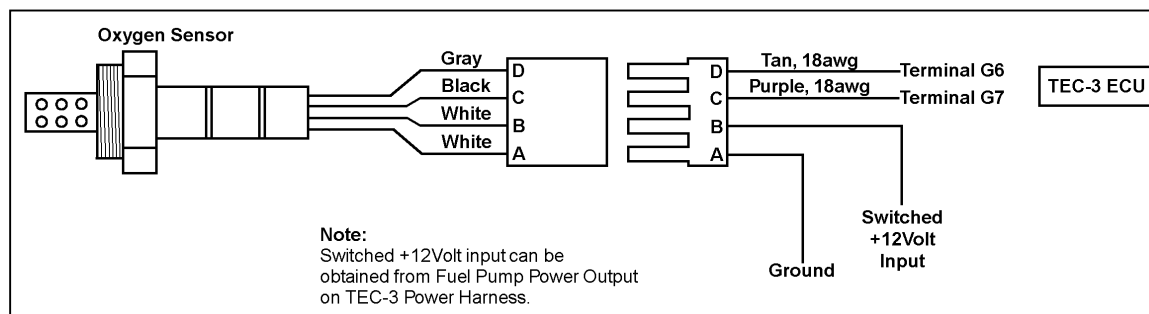 Oxygen Sensor
Gray
D
Black
C
White
B
White
A
D
Tan, 18awg
Terminal G6
C
Purple, 18awg
Terminal G7
B
A
TEC-3 ECU
Switched
+12Volt
Input
Ground
Note:
Switched +12Volt input can be
obtained from Fuel Pump Power Output
on TEC-3 Power Harness.